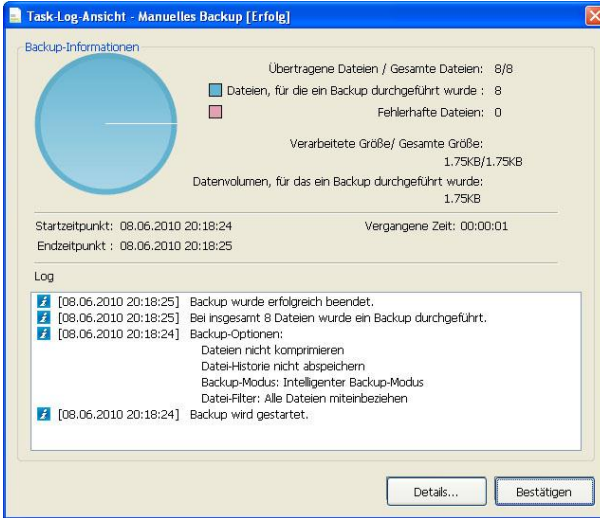 Task-Log-Ansicht - Manuelles Backup [Erfolg]
Backup-Informationen
Übertragene Dateien / Gesamte Dateien: 8/8
Dateien, für die ein Backup durchgeführt wurde : 8
Fehlerhafte Dateien: 0
Verarbeitete Größe/ Gesamte Größe:
1.75KB/1.75KB
Datenvolumen, für das ein Backup durchgeführt wurde:
1.75KB
Startzeitpunkt: 08.06.2010 20:18:24 Vergangene Zeit: 00:00:01
Endzeitpunkt : 08.06.2010 20:18:25
Log
[08.06.2010 20:18:25] Backup wurde erfolgreich beendet.
[08.06.2010 20:18:25] Bei insgesamt 8 Dateien wurde ein Backup durchgeführt.
[08.06.2010 20:18:24] Backup-Optionen:
Dateien nicht komprimieren
Datei-Historie nicht abspeichern
Backup-Modus: Intelligenter Backup-Modus
Datei-Filter: Alle Dateien miteinbeziehen
[08.06.2010 20:18:24] Backup wird gestartet.
Details... Bestätigen